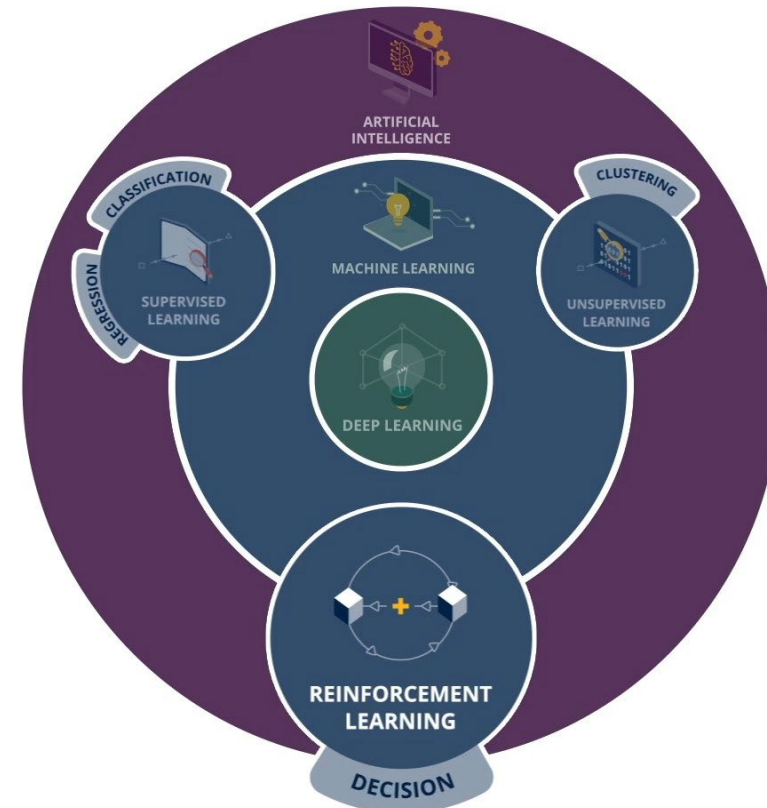 ARTIFICIAL
INTELLIGENCE
CLASSIFICATION
REGRESSION
SUPERVISED
LEARNING
MACHINE LEARNING
CLUSTERING
UNSUPERVISED
LEARNING
DEEP LEARNING
REINFORCEMENT
LEARNING
DECISION